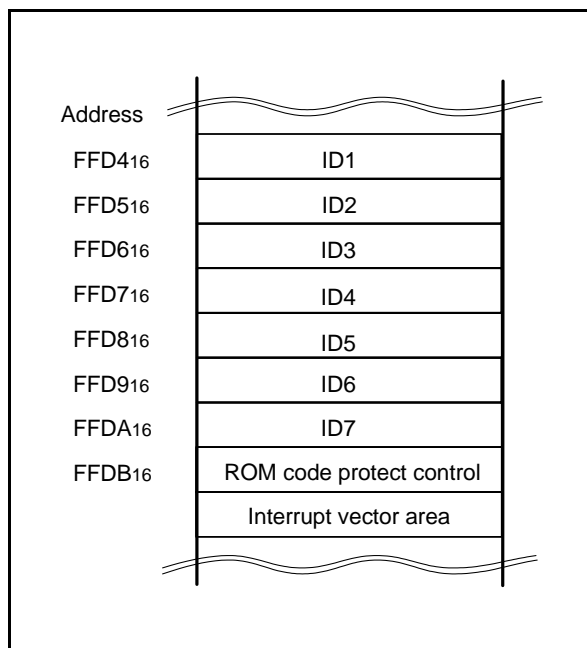 Address
FFD416 ID1
FFD516 ID2
FFD616 ID3
FFD716 ID4
FFD816 ID5
FFD916 ID6
FFDA16 ID7
FFDB16 ROM code protect control
Interrupt vector area